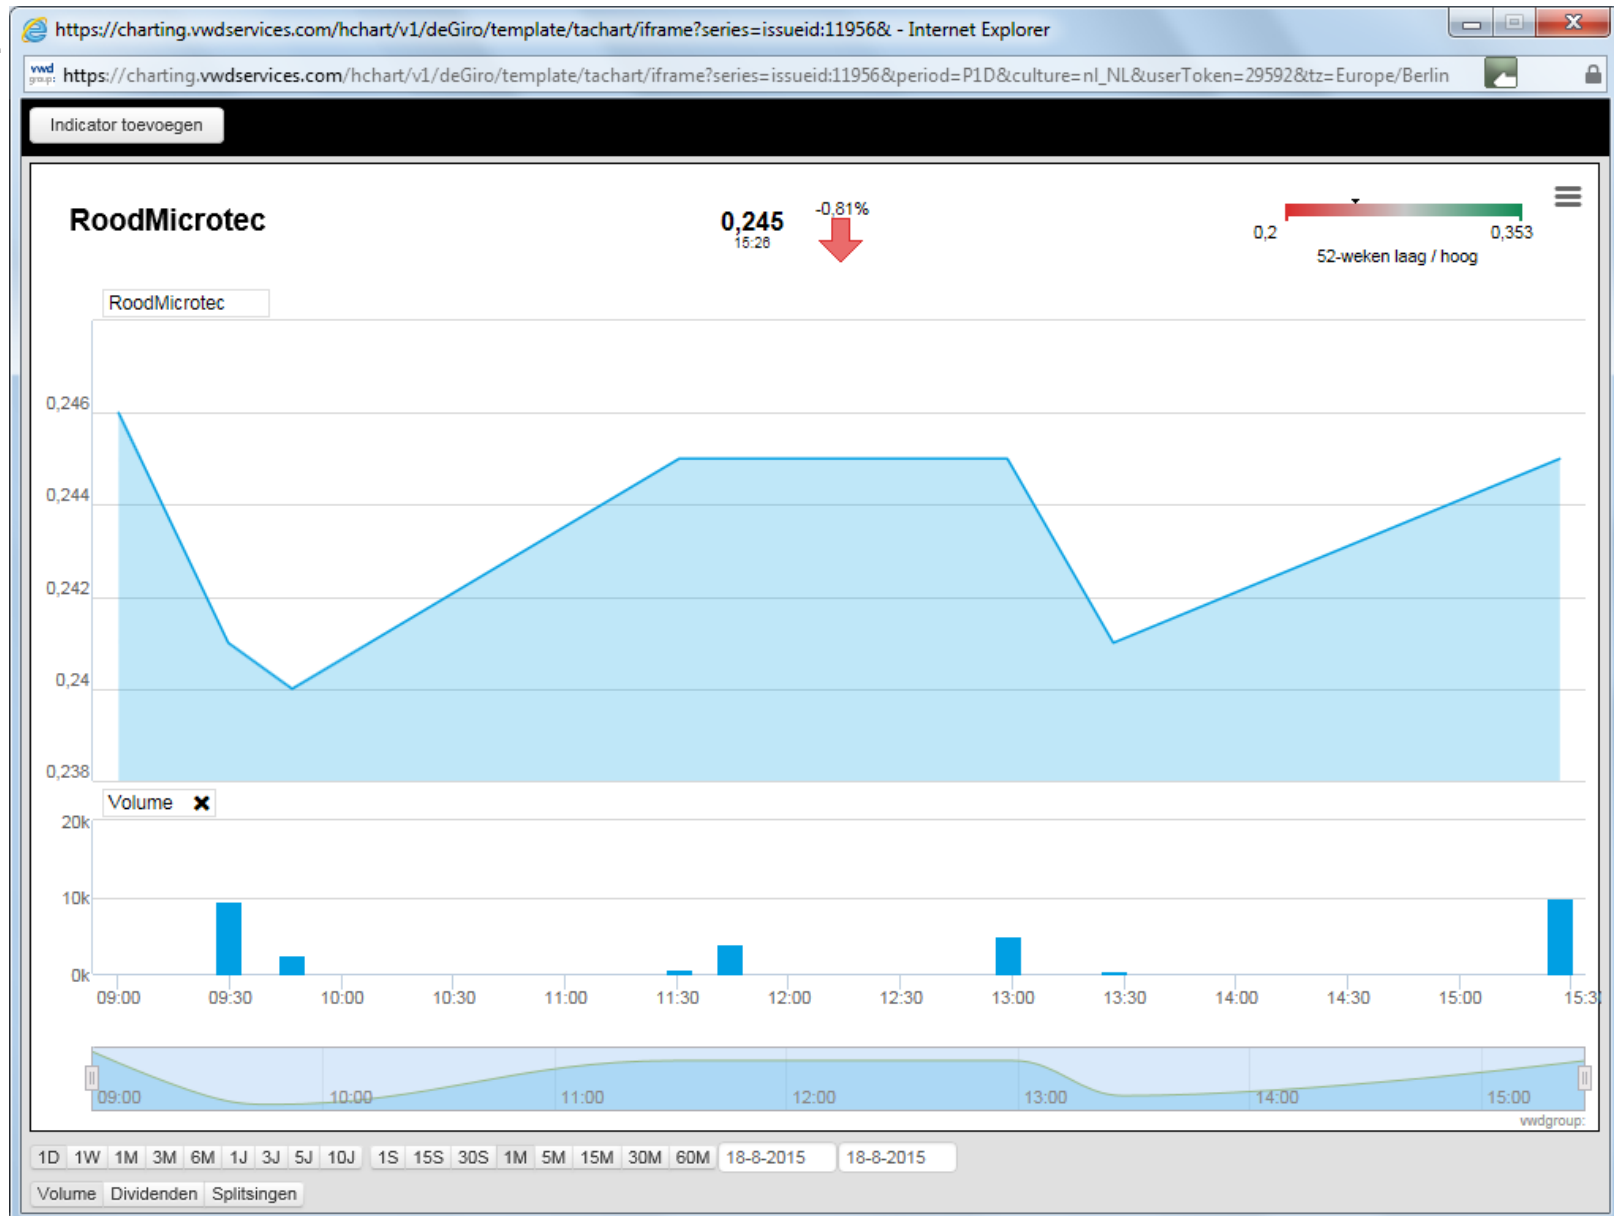 https://charting.vwdservices.com/hchart/v1/deGiro/template/tachart/iframe?series=issueid:11956& - Internet Explorer
vwd group: https://charting.vwdservices.com/hchart/v1/deGiro/template/tachart/iframe?series=issueid:11956&period=P1D&culture=nl_NL&userToken=29592&tz=Europe/Berlin
Indicator toevoegen
RoodMicrotec
0,245
15:26
-0,81%
0,2 0,353
52-weken laag / hoog
RoodMicrotec
0,246
0,244
0,242
0,24
0,238
Volume
20k
10k
0k
09:00 09:30 10:00 10:30 11:00 11:30 12:00 12:30 13:00 13:30 14:00 14:30 15:00 15:3
09:00 10:00 11:00 12:00 13:00 14:00 15:00
vwdgroup:
1D 1W 1M 3M 6M 1J 3J 5J 10J 1S 15S 30S 1M 5M 15M 30M 60M 18-8-2015 18-8-2015
Volume Dividenden Splitsingen